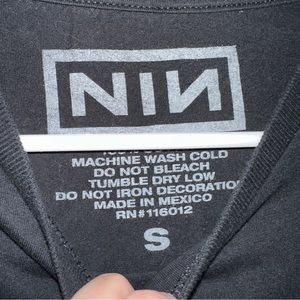 NIN
100%
MACHINE WASH COLD
DO NOT BLEACH
TUMBLE DRY LOW
DO NOT IRON DECORATION
MADE IN MEXICO
RN#116012
S